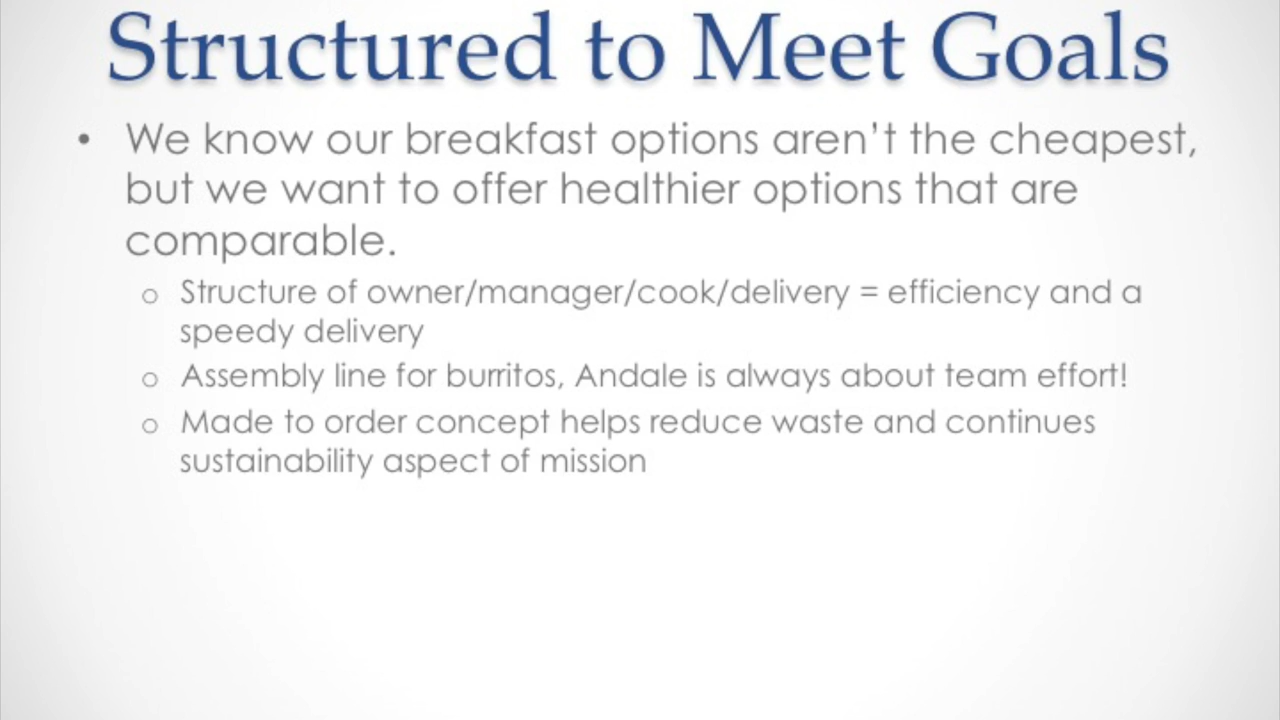 Structured to Meet Goals
• We know our breakfast options aren’t the cheapest,
but we want to offer healthier options that are
comparable.
o Structure of owner/manager/cook/delivery = efficiency and a
speedy delivery
o Assembly line for burritos, Andale is always about team effort!
o Made to order concept helps reduce waste and continues
sustainability aspect of mission